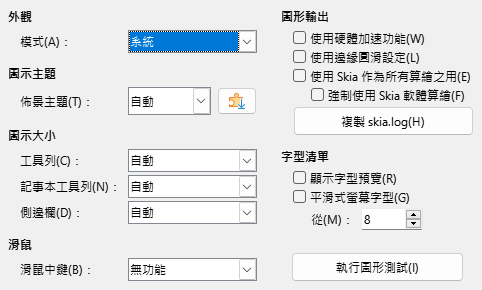 外觀
模式(A)：
系統
圖示主題
佈景主題(T)：
自動
圖示大小
工具列(C)：
自動
記事本工具列(N)：
自動
側邊欄(D)：
自動
滑鼠
滑鼠中鍵(B)：
無功能
圖形輸出
使用硬體加速功能(W)
使用邊緣圓滑設定(L)
使用 Skia 作為所有算繪之用(E)
強制使用 Skia 軟體算繪(F)
複製 skia.log(H)
字型清單
顯示字型預覽(R)
平滑式螢幕字型(G)
從(M)：
8
執行圖形測試(I)